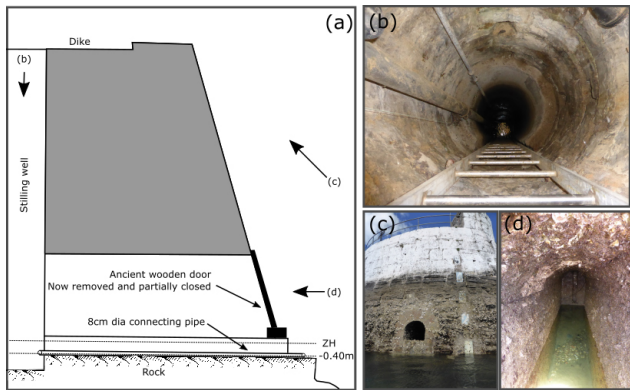 (a)
Dike
(b)
Stilling well
(c)
Ancient wooden door
Now removed and partially closed
(d)
8cm dia connecting pipe
ZH
-0.40m
Rock
(b)
(c)
(d)